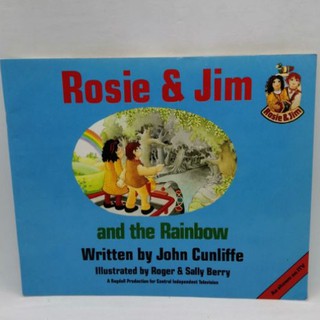 Rosie & Jim
Rosie & Jim
and the Rainbow
Written by John Cunliffe
Illustrated by Roger & Sally Berry
A Ragdoll Production for Central Independent Television